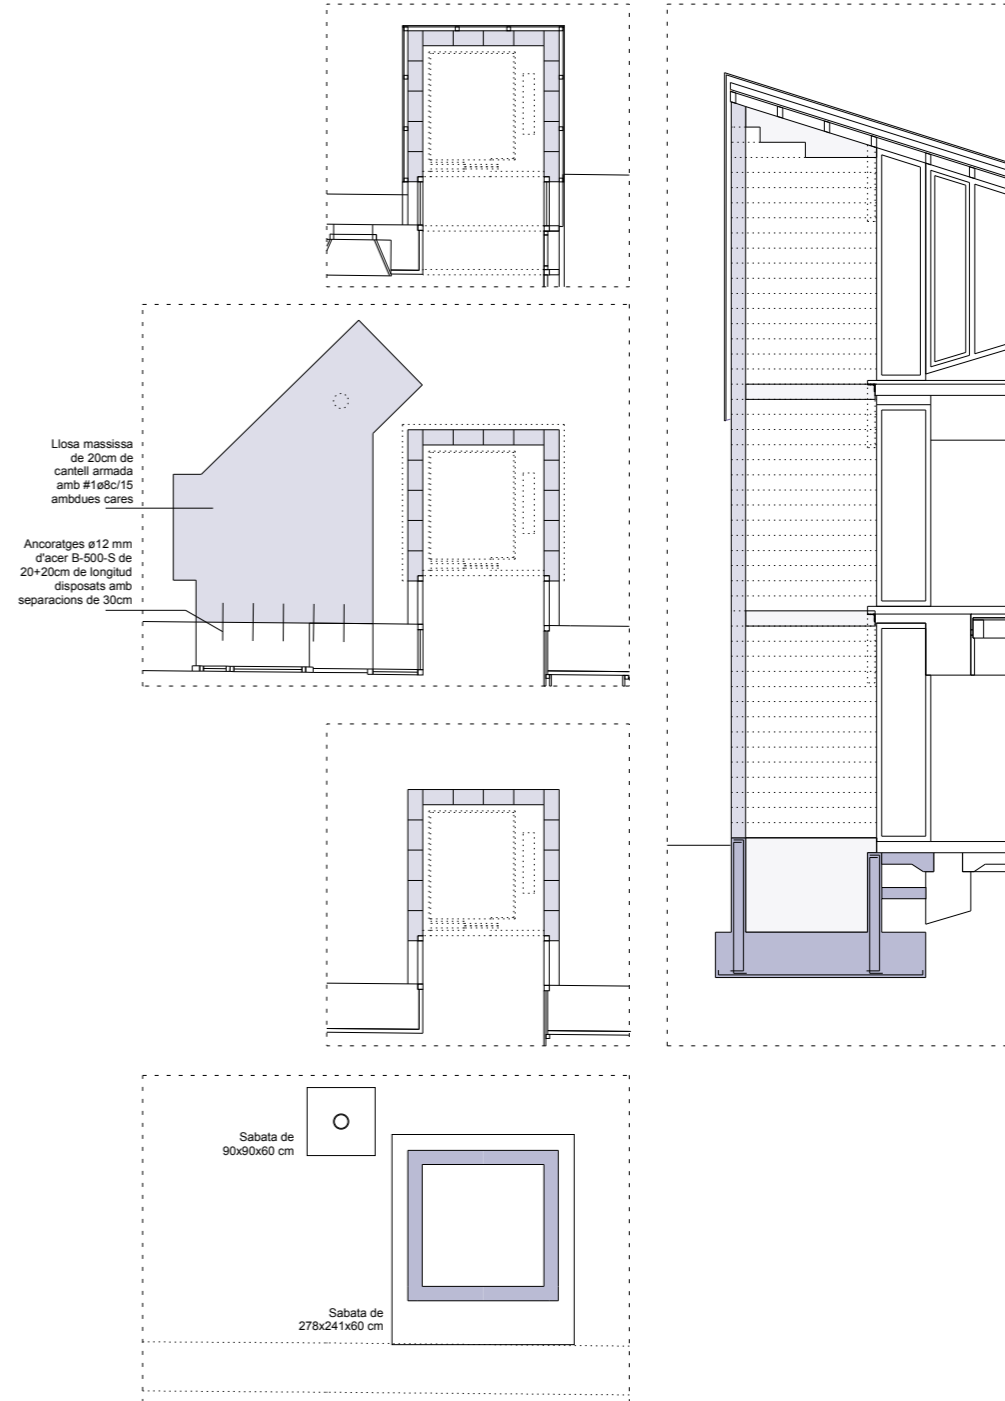 Llosa massissa
de 20cm de
cantell armada
amb #1ø8c/15
ambdues cares
Ancoratges ø12 mm
d'acer B-500-S de
20+20cm de longitud
disposats amb
separacions de 30cm
Sabata de
90x90x60 cm
Sabata de
278x241x60 cm